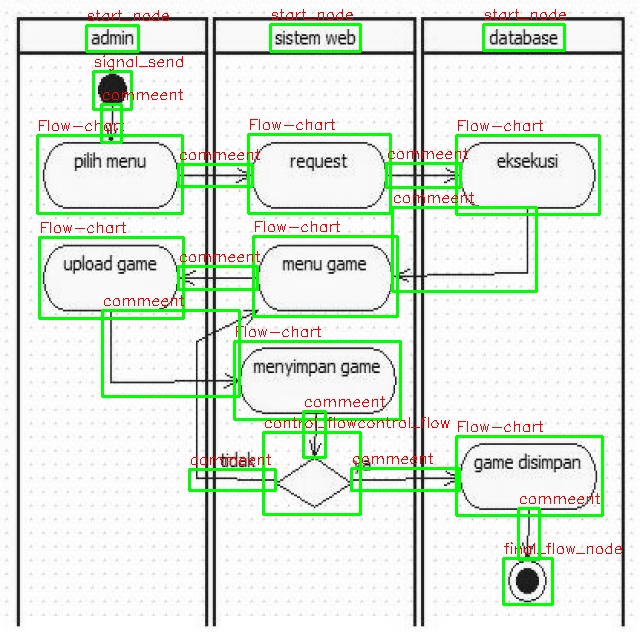 start_node start_node start_node
admin sistem web database
signal_send
commeent
Flow-chart Flow-chart Flow-chart
pilih menu commeent request commeent eksekusi
commeent
Flow-chart Flow-chart
upload game commeent menu game
commeent
Flow-chart
menyimpan game
commeent
control_flowcontrol_flow Flow-chart
tidak commeent commeent game disimpan
commeent
final_flow_node